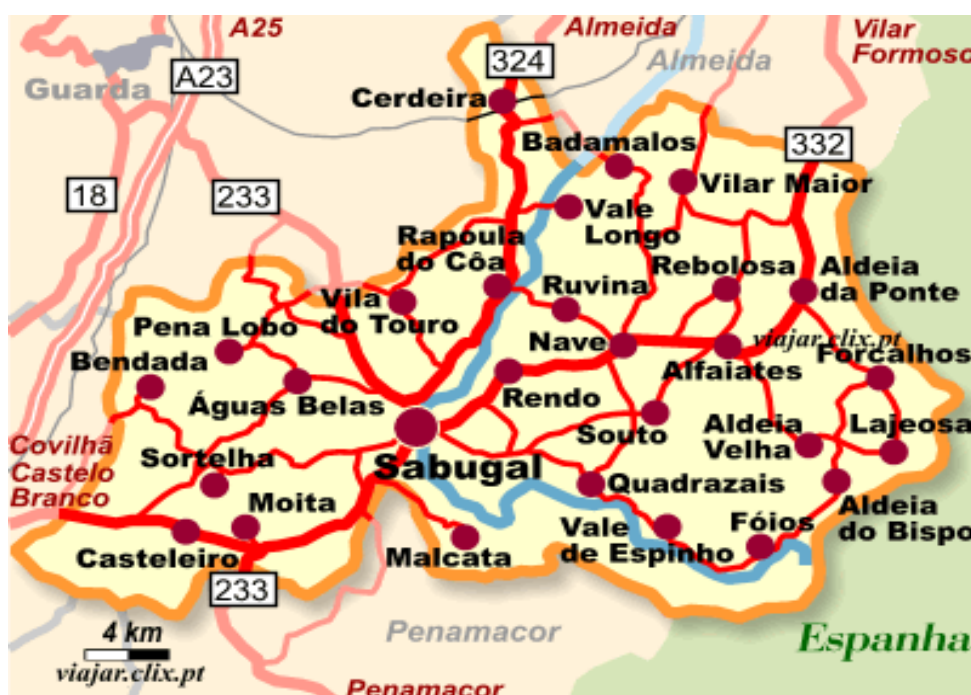 A25
Almeida
Vilar
Formoso
324
Almeida
Guarda
A23
Cerdeira
Badamalos
332
18
233
Vilar Maior
Vale
Longo
Rapoula
do Côa
Rebolosa
Aldeia
da Ponte
Ruvina
Vila
do Touro
Pena Lobo
Nave
viajar.clix.pt
Forcalhos
Bendada
Alfaiates
Águas Belas
Rendo
Souto
Aldeia
Velha
Lajeosa
Covilhã
Castelo
Branco
Sortelha
Sabugal
Moita
Quadrazais
Aldeia
do Bispo
Casteleiro
Malcata
Vale
de Espinho
Fóios
233
4 km
viajar.clix.pt
Penamacor
Espanha
Penamacor